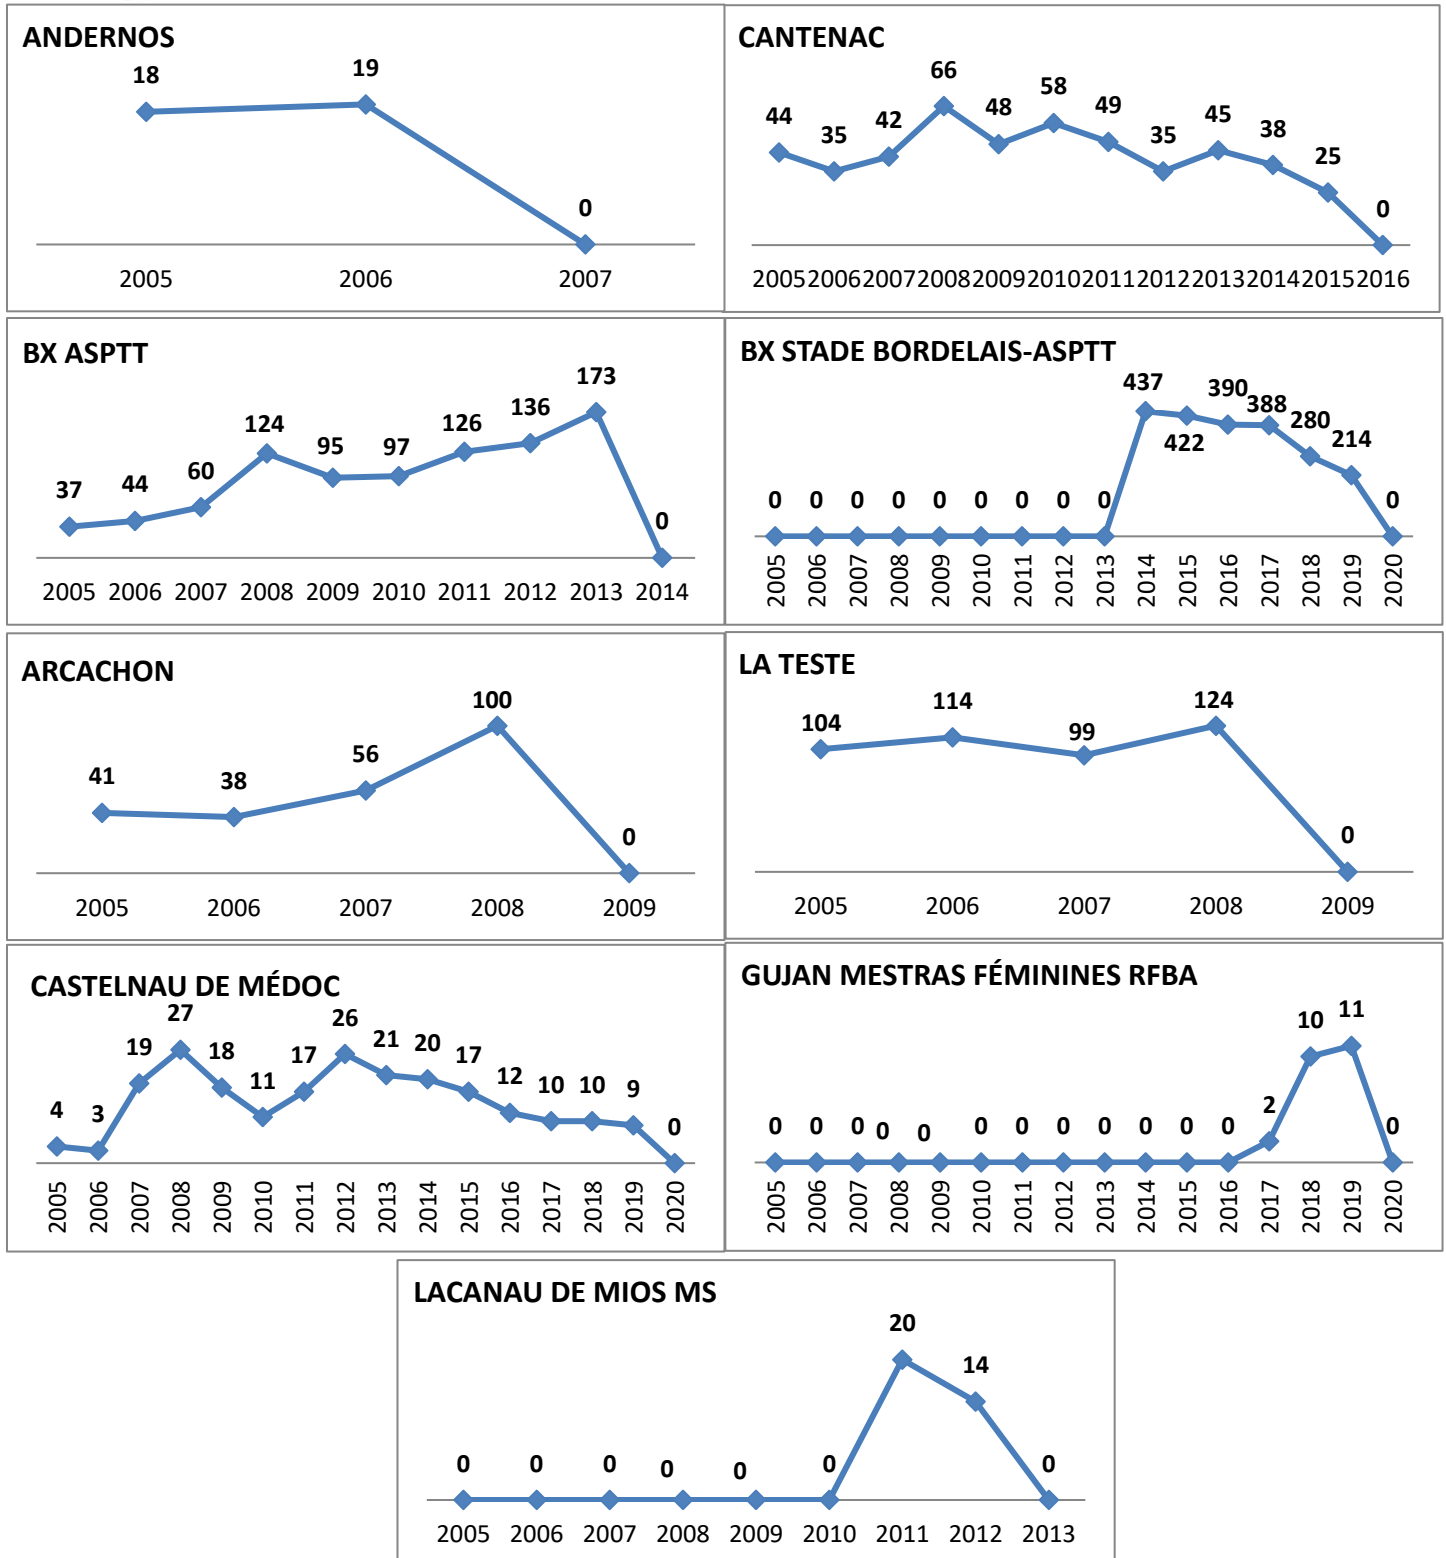 ANDERNOS
18 19 0
2005 2006 2007
CANTENAC
44 35 42 66 48 58 49 35 45 38 25 0
2005 2006 2007 2008 2009 2010 2011 2012 2013 2014 2015 2016
BX ASPTT
37 44 60 124 95 97 126 136 173 0
2005 2006 2007 2008 2009 2010 2011 2012 2013 2014
BX STADE BORDELAIS-ASPTT
0 0 0 0 0 0 0 0 0 437 422 390 388 280 214 0
2005 2006 2007 2008 2009 2010 2011 2012 2013 2014 2015 2016 2017 2018 2019 2020
ARCACHON
41 38 56 100 0
2005 2006 2007 2008 2009
LA TESTE
104 114 99 124 0
2005 2006 2007 2008 2009
CASTELNAU DE MÉDOC
4 3 19 27 18 11 17 26 21 20 17 12 10 10 9 0
2005 2006 2007 2008 2009 2010 2011 2012 2013 2014 2015 2016 2017 2018 2019 2020
GUJAN MESTRAS FÉMININES RFBA
0 0 0 0 0 0 0 0 0 0 0 0 2 10 11 0
2005 2006 2007 2008 2009 2010 2011 2012 2013 2014 2015 2016 2017 2018 2019 2020
LACANAU DE MIOS MS
0 0 0 0 0 0 20 14 0
2005 2006 2007 2008 2009 2010 2011 2012 2013